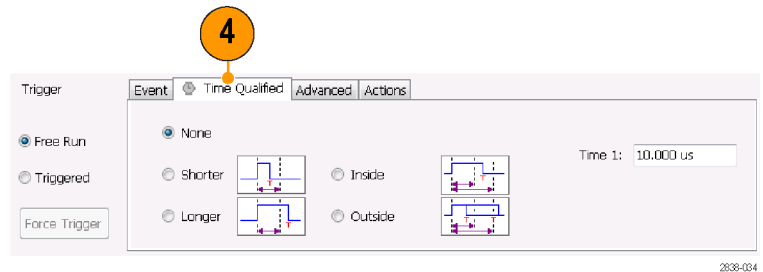 4
Trigger
Event Time Qualified Advanced Actions
Free Run
Triggered
Force Trigger
None
Shorter T Inside T
Longer T Outside T T
Time 1: 10.000 us
2838-034